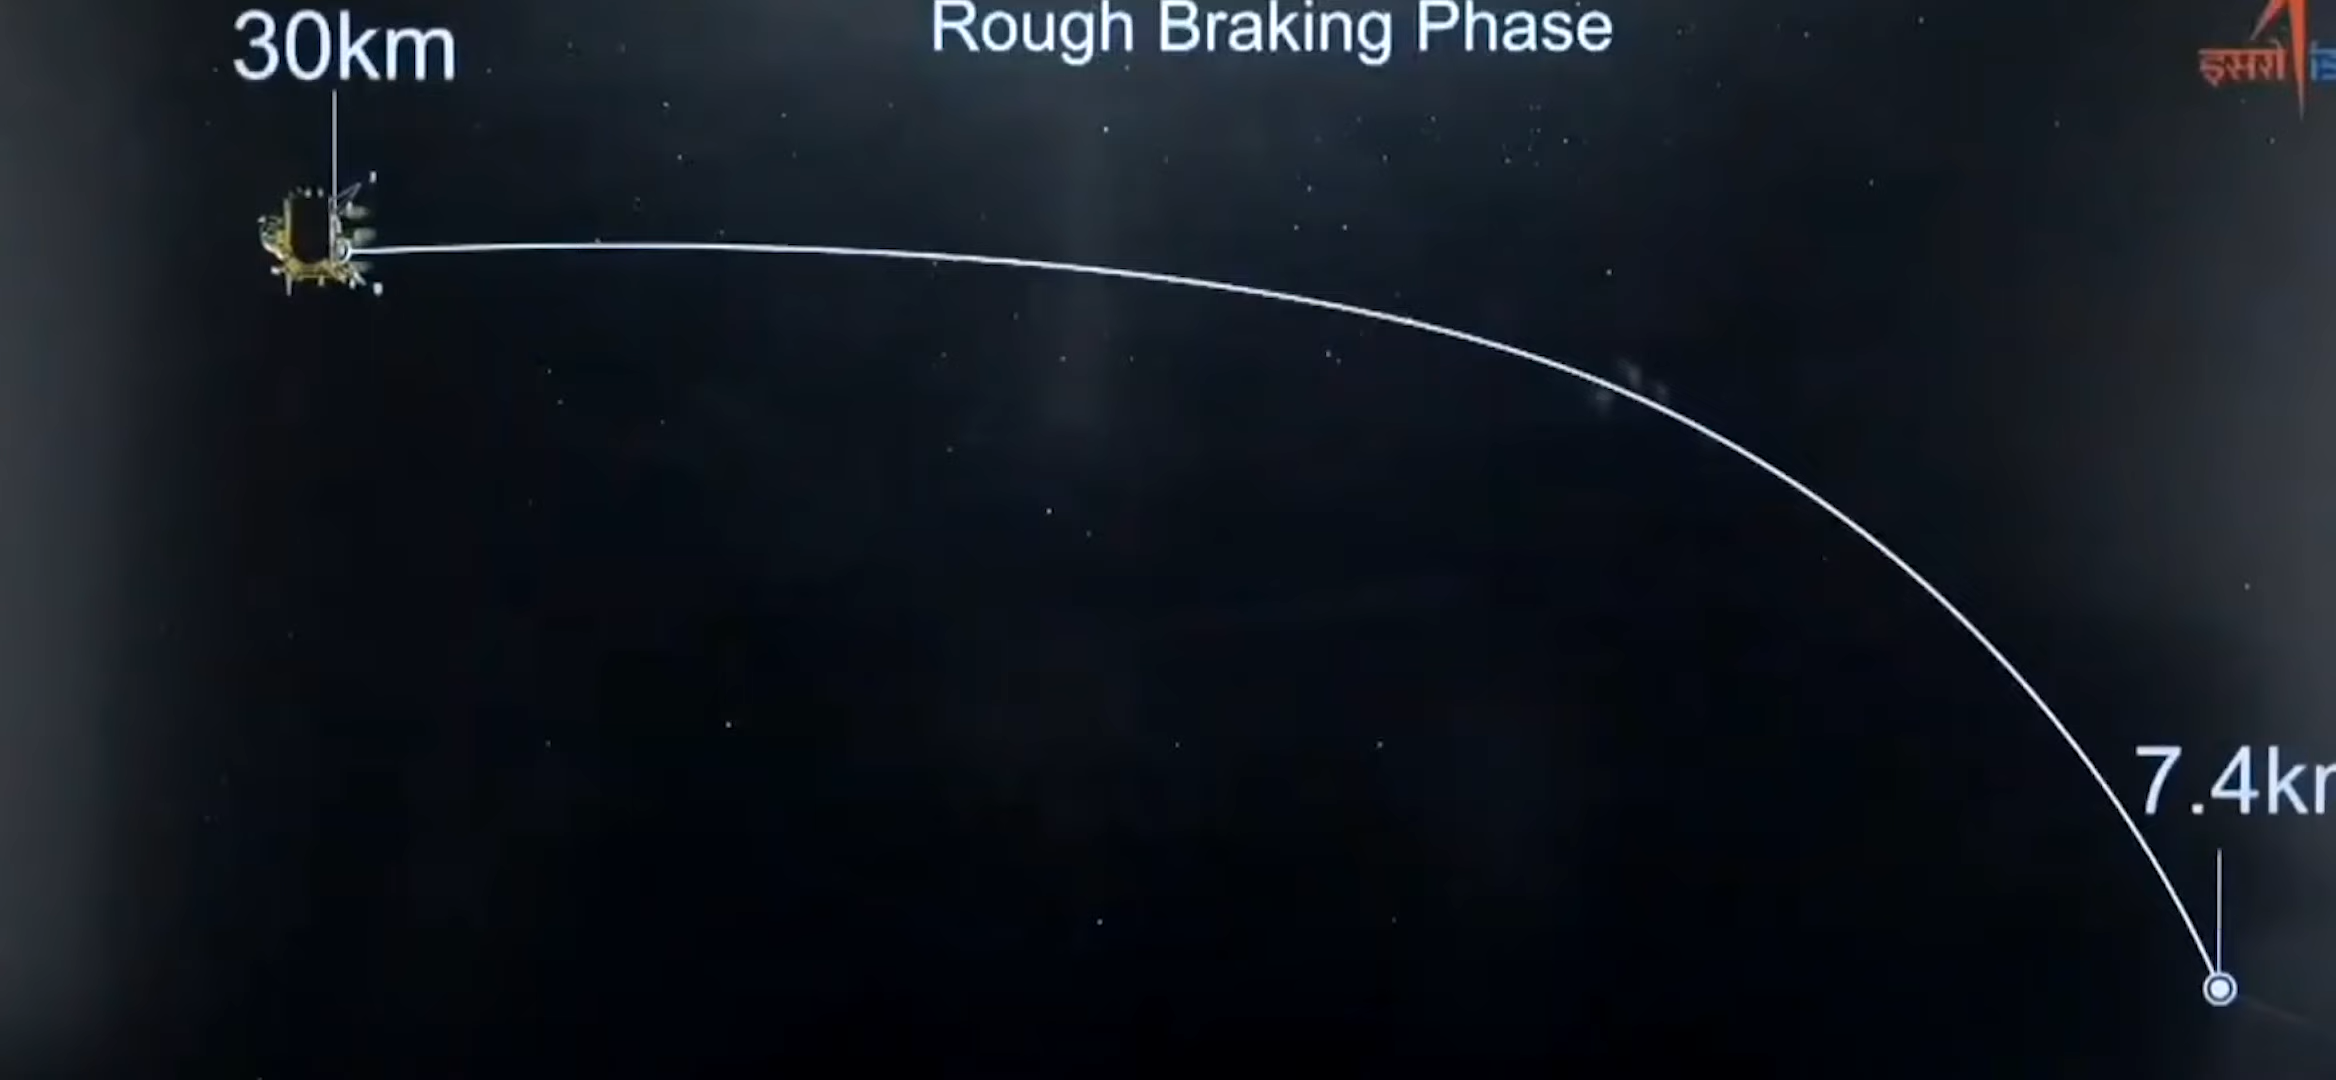 30km
Rough Braking Phase
इसरो
7.4k